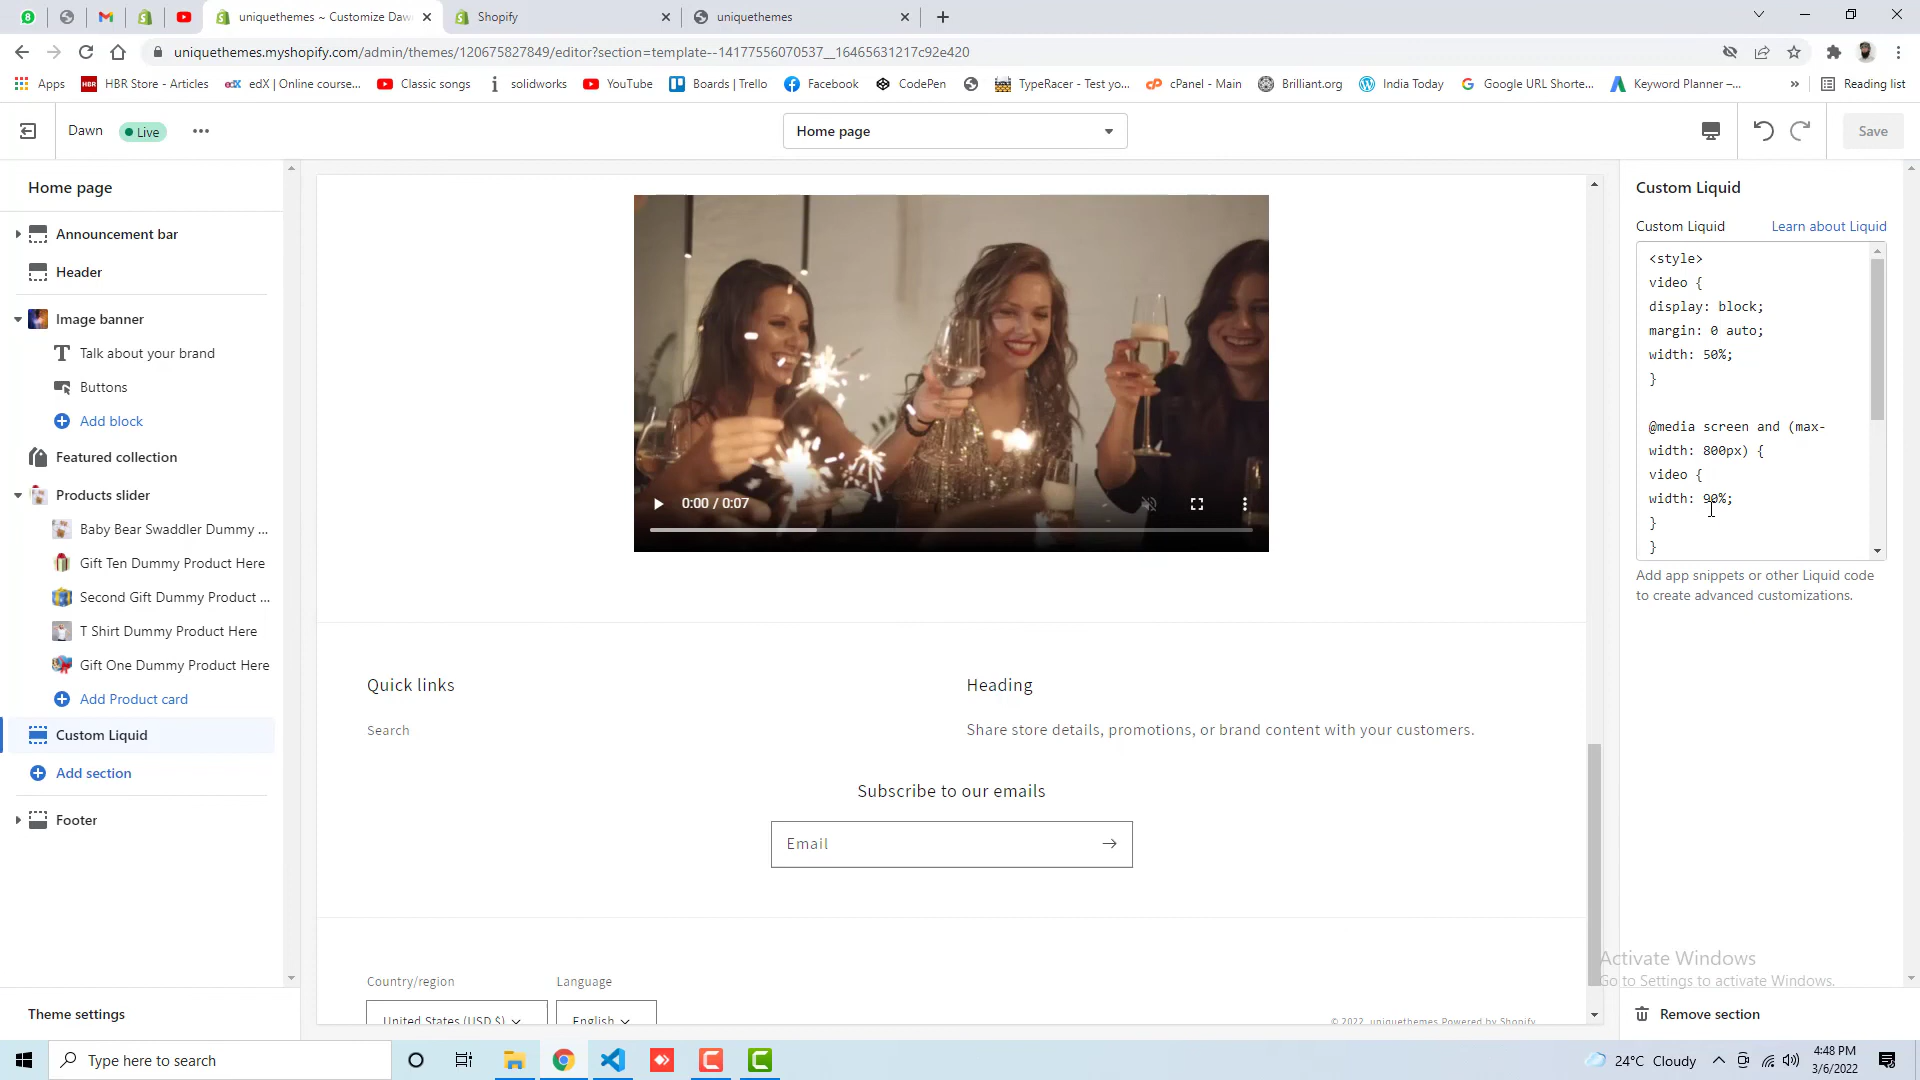 uniquethemes ~ Customize Daw
Shopify
uniquethemes
uniquethemes.myshopify.com/admin/themes/120675827849/editor?section=template--14177556070537__16465631217c92e420
Apps
HBR Store - Articles
edX | Online course...
Classic songs
solidworks
YouTube
Boards | Trello
Facebook
CodePen
TypeRacer - Test yo...
cPanel - Main
Brilliant.org
India Today
Google URL Shorte...
Keyword Planner –...
»
Reading list
Dawn
Live
Home page
Save
Home page
Announcement bar
Header
Image banner
Talk about your brand
Buttons
Add block
Featured collection
Products slider
Baby Bear Swaddler Dummy ...
Gift Ten Dummy Product Here
Second Gift Dummy Product ...
T Shirt Dummy Product Here
Gift One Dummy Product Here
Add Product card
Custom Liquid
Add section
Footer
Theme settings
0:00 / 0:07
Quick links
Search
Heading
Share store details, promotions, or brand content with your customers.
Subscribe to our emails
Email
Country/region
Language
United States (USD $)
English
© 2022, uniquethemes Powered by Shopify
Custom Liquid
Custom Liquid
Learn about Liquid
<style>
video {
display: block;
margin: 0 auto;
width: 50%;
}
@media screen and (max-
width: 800px) {
video {
width: 90%;
}
}
Add app snippets or other Liquid code
to create advanced customizations.
Activate Windows
Go to Settings to activate Windows.
Remove section
Type here to search
24°C Cloudy
4:48 PM
3/6/2022